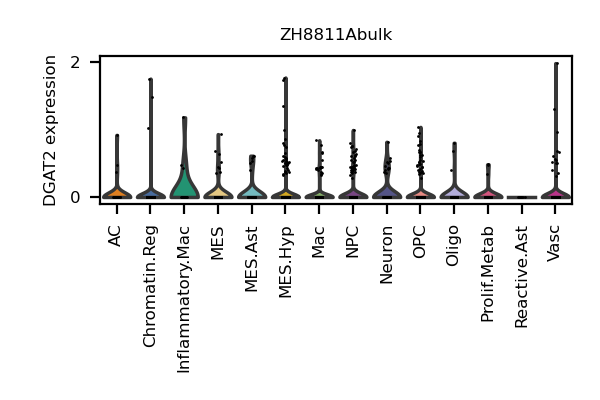 ZH8811Abulk
DGAT2 expression
2
0
AC
Chromatin.Reg
Inflammatory.Mac
MES
MES.Ast
MES.Hyp
Mac
NPC
Neuron
OPC
Oligo
Prolif.Metab
Reactive.Ast
Vasc